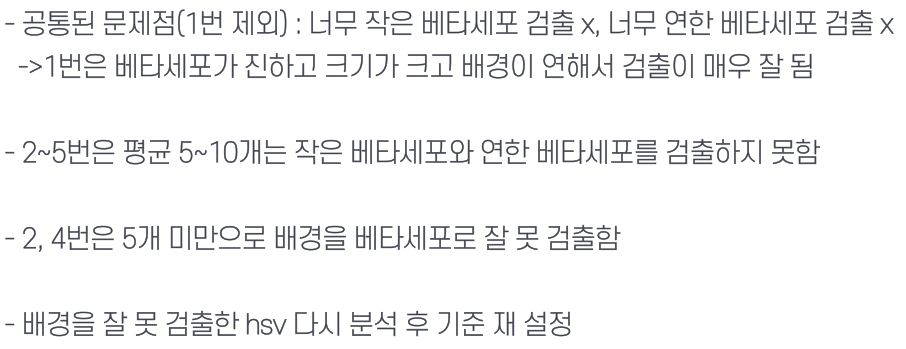 - 공통된 문제점(1번 제외) : 너무 작은 베타세포 검출 x, 너무 연한 베타세포 검출 x
->1번은 베타세포가 진하고 크기가 크고 배경이 연해서 검출이 매우 잘 됨
- 2~5번은 평균 5~10개는 작은 베타세포와 연한 베타세포를 검출하지 못함
- 2, 4번은 5개 미만으로 배경을 베타세포로 잘 못 검출함
- 배경을 잘 못 검출한 hsv 다시 분석 후 기준 재 설정